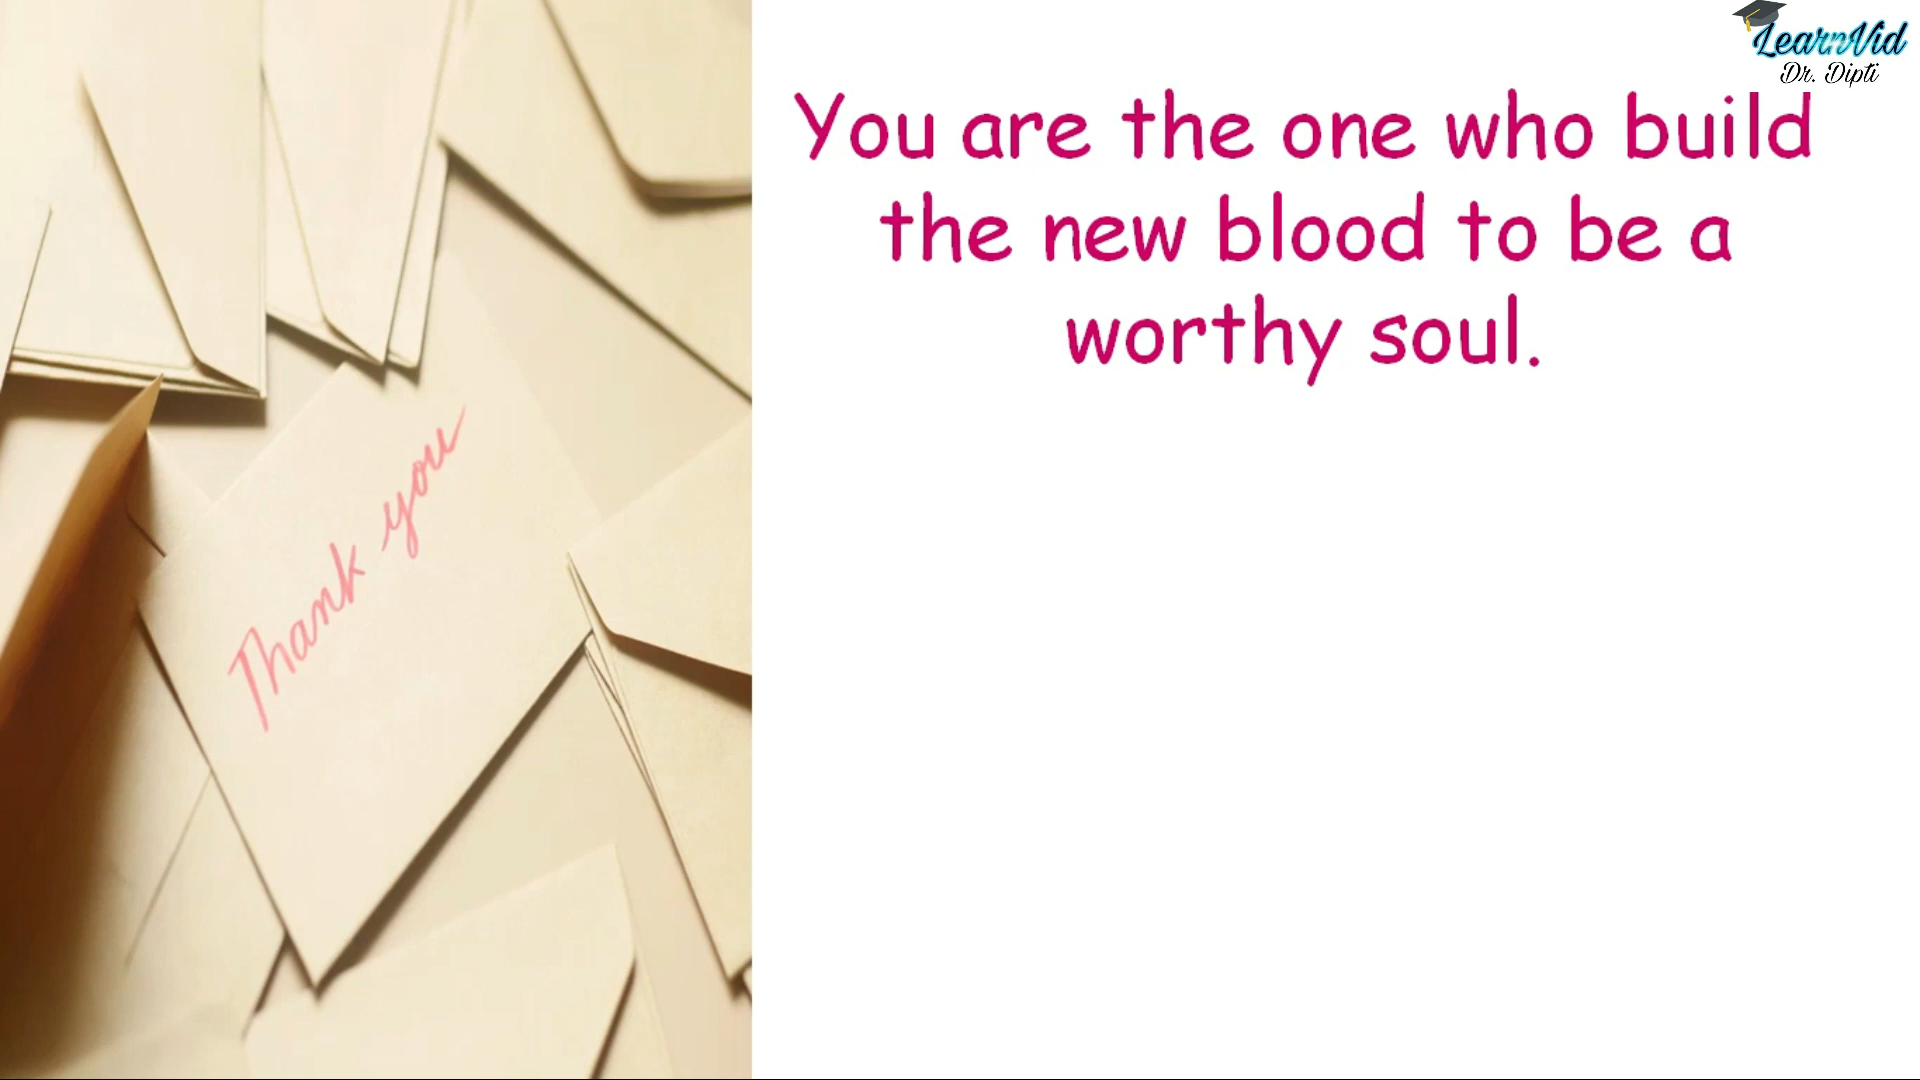 LearnVid
Dr. Dipti
You are the one who build
the new blood to be a
worthy soul.
Thank you